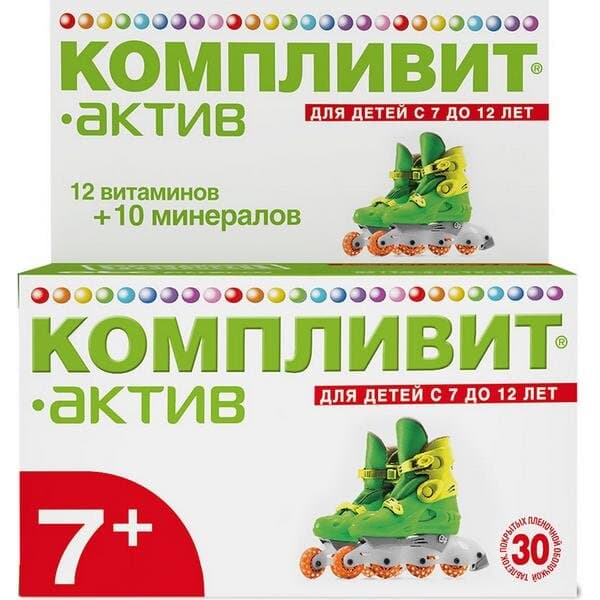 КОМПЛИВИТ®
•АКТИВ
ДЛЯ ДЕТЕЙ С 7 ДО 12 ЛЕТ
12 витаминов
+10 минералов
КОМПЛИВИТ®
•АКТИВ
ДЛЯ ДЕТЕЙ С 7 ДО 12 ЛЕТ
7+
30
ТАБЛЕТОК, ПОКРЫТЫХ ПЛЕНОЧНОЙ ОБОЛОЧКОЙ